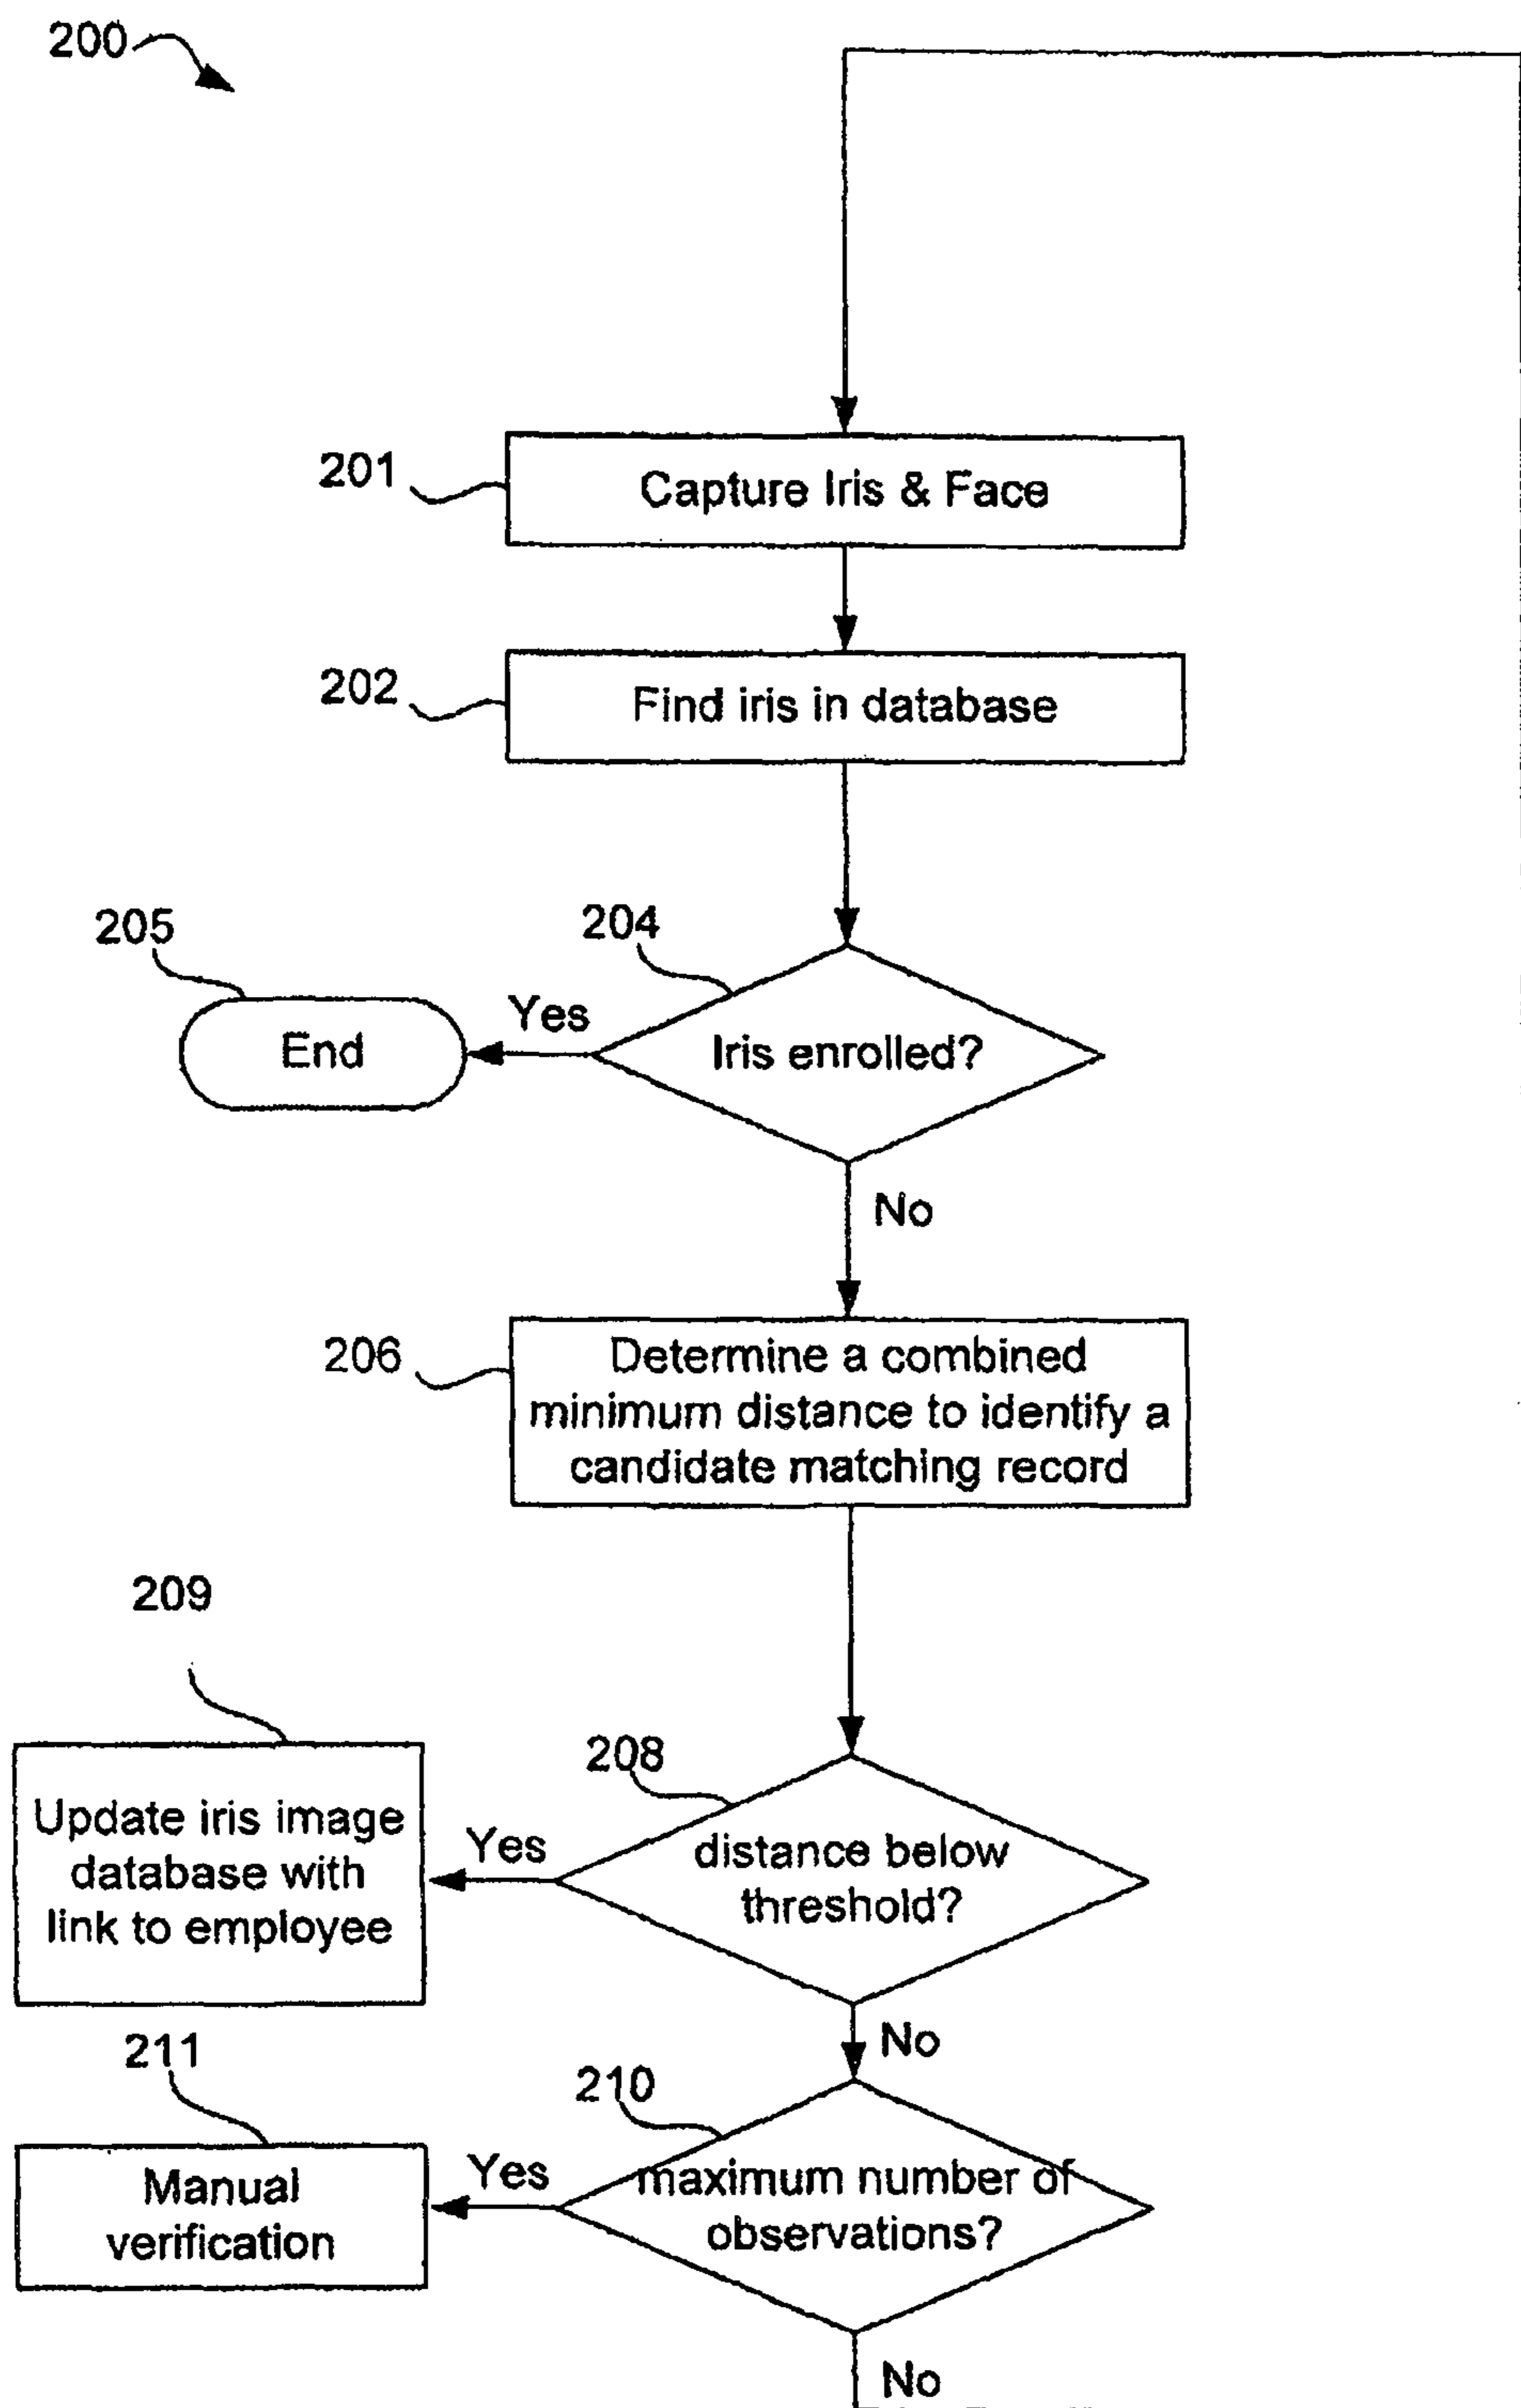 200
201
Capture Iris & Face
202
Find iris in database
205
204
End
Yes
Iris enrolled?
No
206
Determine a combined
minimum distance to identify a
candidate matching record
209
208
Update iris image
database with
link to employee
Yes
distance below
threshold?
No
211
210
Manual
verification
Yes
maximum number of
observations?
No